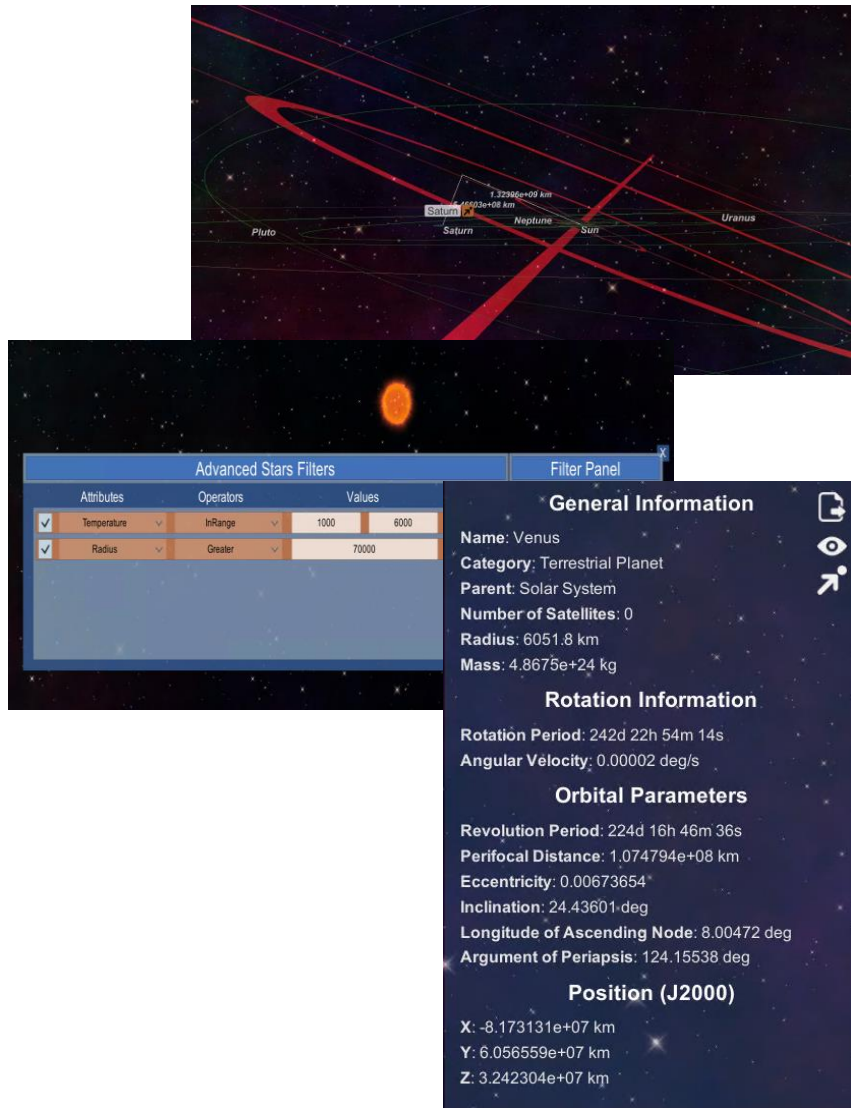 1.32396e+09 km
Saturn
Neptune
Uranus
Pluto
Saturn
Sun
X
Advanced Stars Filters
Filter Panel
Attributes
Operators
Values
Temperature
InRange
1000
6000
Radius
Greater
70000
General Information
Name: Venus
Category: Terrestrial Planet
Parent: Solar System
Number of Satellites: 0
Radius: 6051.8 km
Mass: 4.8675e+24 kg
Rotation Information
Rotation Period: 242d 22h 54m 14s
Angular Velocity: 0.00002 deg/s
Orbital Parameters
Revolution Period: 224d 16h 46m 36s
Perifocal Distance: 1.074794e+08 km
Eccentricity: 0.00673654
Inclination: 24.43601 deg
Longitude of Ascending Node: 8.00472 deg
Argument of Periapsis: 124.15538 deg
Position (J2000)
X: -8.173131e+07 km
Y: 6.056559e+07 km
Z: 3.242304e+07 km